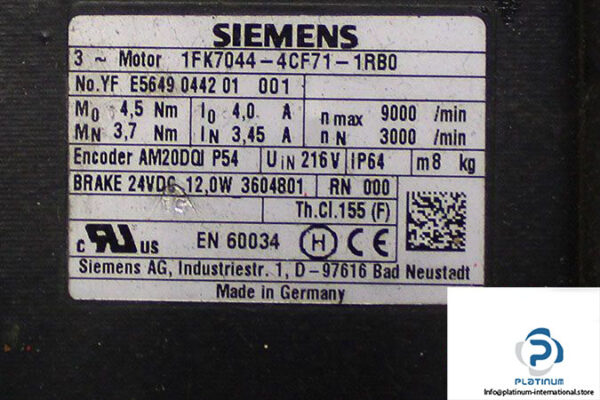 SIEMENS
3 ~ Motor 1FK7044-4CF71-1RB0
No.YF E5649 0442 01 001
M0 4,5 Nm I0 4,0 A n max 9000 /min
MN 3,7 Nm IN 3,45 A n N 3000 /min
Encoder AM20DQI P54 UIN 216V IP64 m8 kg
BRAKE 24VDC 12,0W 3604801 RN 000
Th.Cl.155 (F)
c RU US EN 60034 H CE
Siemens AG, Industriestr. 1, D-97616 Bad Neustadt
Made in Germany
PLATINUM
Info@platinum-international.store